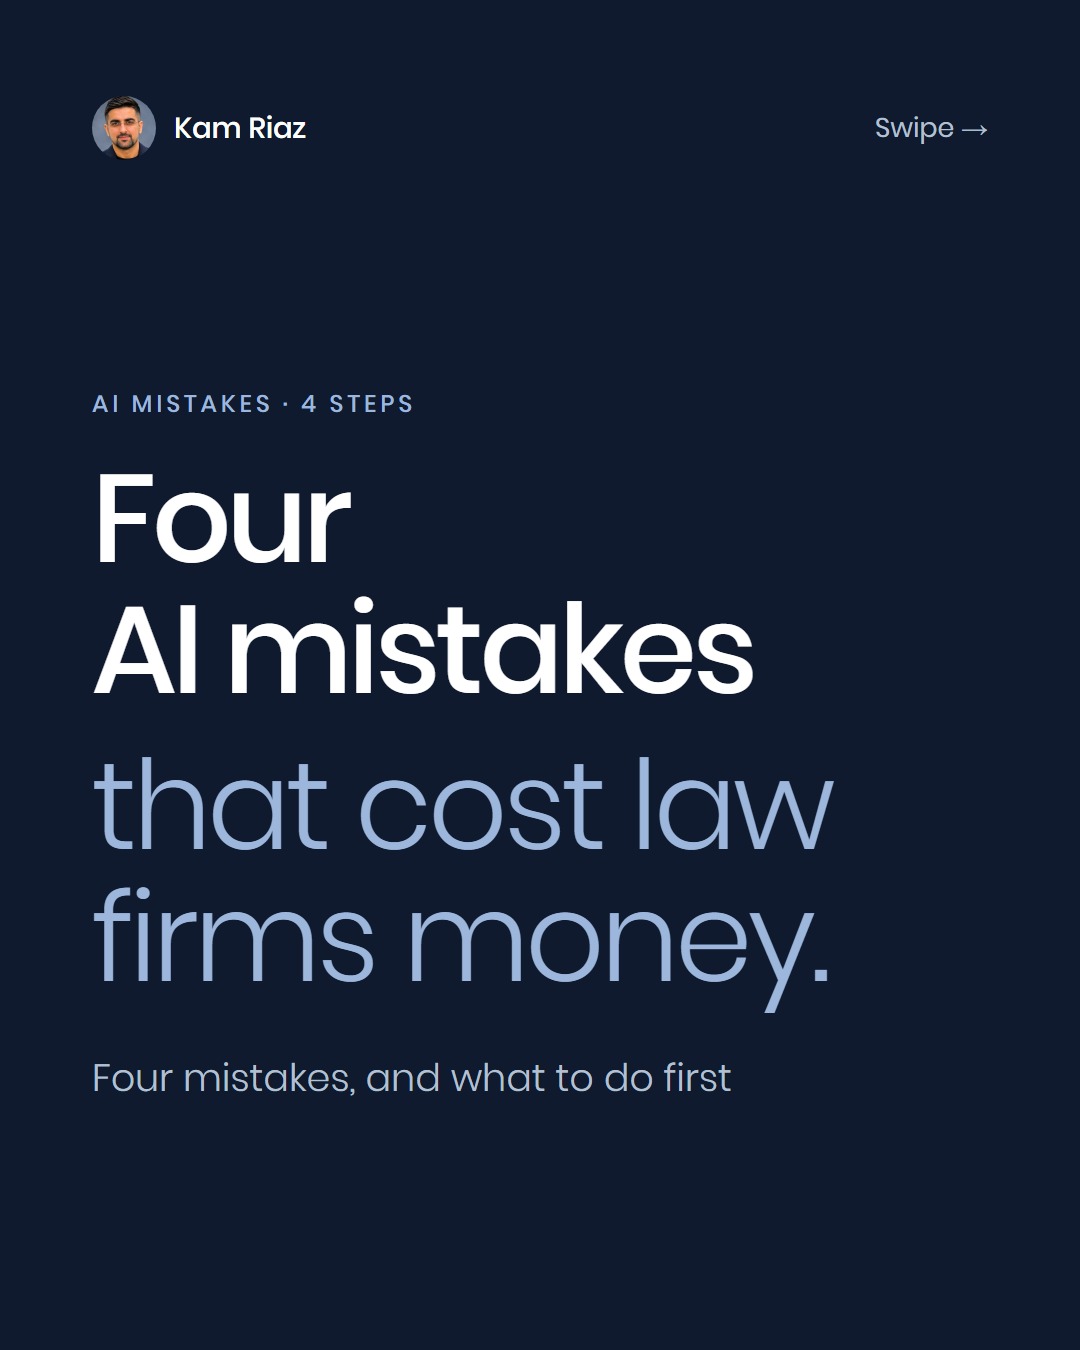 Kam Riaz
Swipe →
AI MISTAKES · 4 STEPS
Four
AI mistakes
that cost law
firms money.
Four mistakes, and what to do first